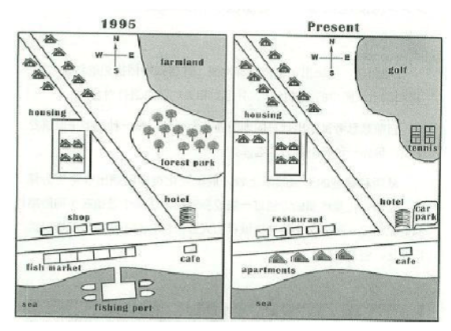 1995
N
W E
S
farmland
housing
forest park
hotel
shop
cafe
fish market
sea
fishing port
Present
N
W E
S
golf
housing
tennis
hotel
car
park
restaurant
cafe
apartments
sea